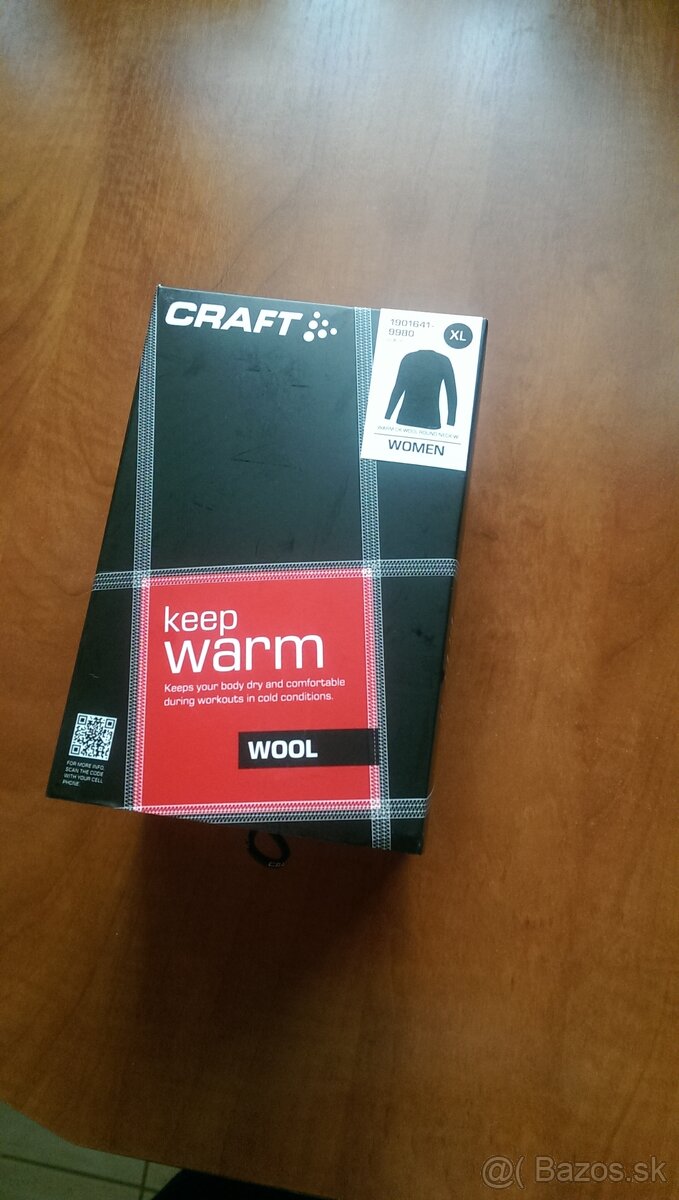 CRAFT
1901641-
9980
XL
WOMEN
keep
warm
Keeps your body dry and comfortable
during workouts in cold conditions.
WOOL
FOR MORE INFO,
SCAN THE CODE
WITH YOUR CELL
PHONE.
@( Bazos.sk